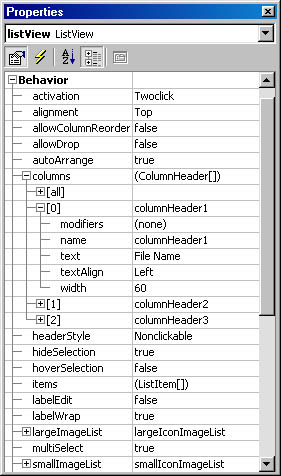 Properties
listView ListView
Behavior
activation Twoclick
alignment Top
allowColumnReorder false
allowDrop false
autoArrange true
columns (ColumnHeader[])
[all]
[0] columnHeader1
modifiers (none)
name columnHeader1
text File Name
textAlign Left
width 60
[1] columnHeader2
[2] columnHeader3
headerStyle Nonclickable
hideSelection true
hoverSelection false
items (ListItem[])
labelEdit false
labelWrap true
largeImageList largeIconImageList
multiSelect true
smallImageList smallIconImageList